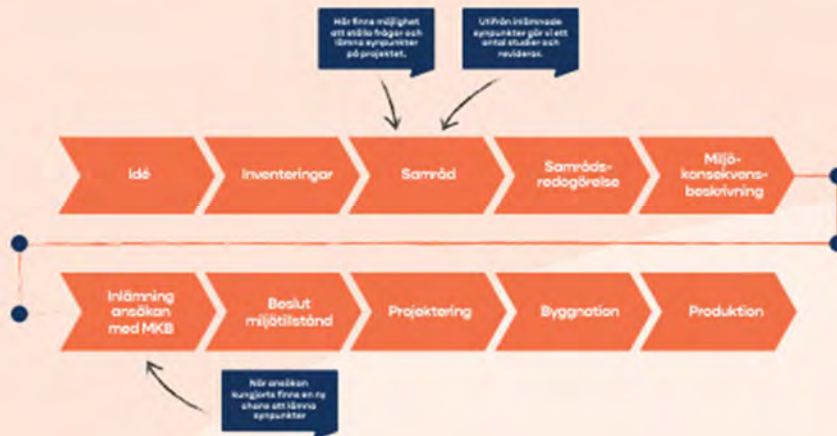 Här finns möjlighet
att ställa frågor och
lämna synpunkter
på projektet.
Utifrån inlämnade
synpunkter gör vi ett
antal studier och
revideras.
Idé
Inventeringar
Samråd
Samråds-
redogörelse
Miljö-
konsekvens-
beskrivning
Inlämning
ansökan
med MKB
Beslut
miljötillstånd
Projektering
Byggnation
Produktion
När ansökan
kungjorts finns en ny
chans att lämna
synpunkter